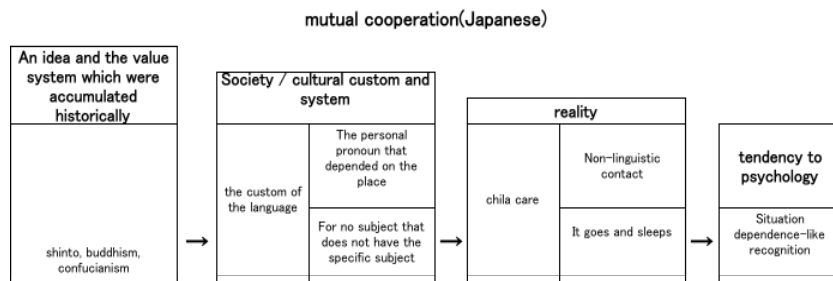 mutual cooperation(Japanese)
An idea and the value
system which were
accumulated
historically
shinto, buddhism,
confucianism
Society / cultural custom and
system
the custom of
the language
The personal
pronoun that
depended on the
place
For no subject that
does not have the
specific subject
reality
chila care
Non-linguistic
contact
It goes and sleeps
tendency to
psychology
Situation
dependence-like
recognition